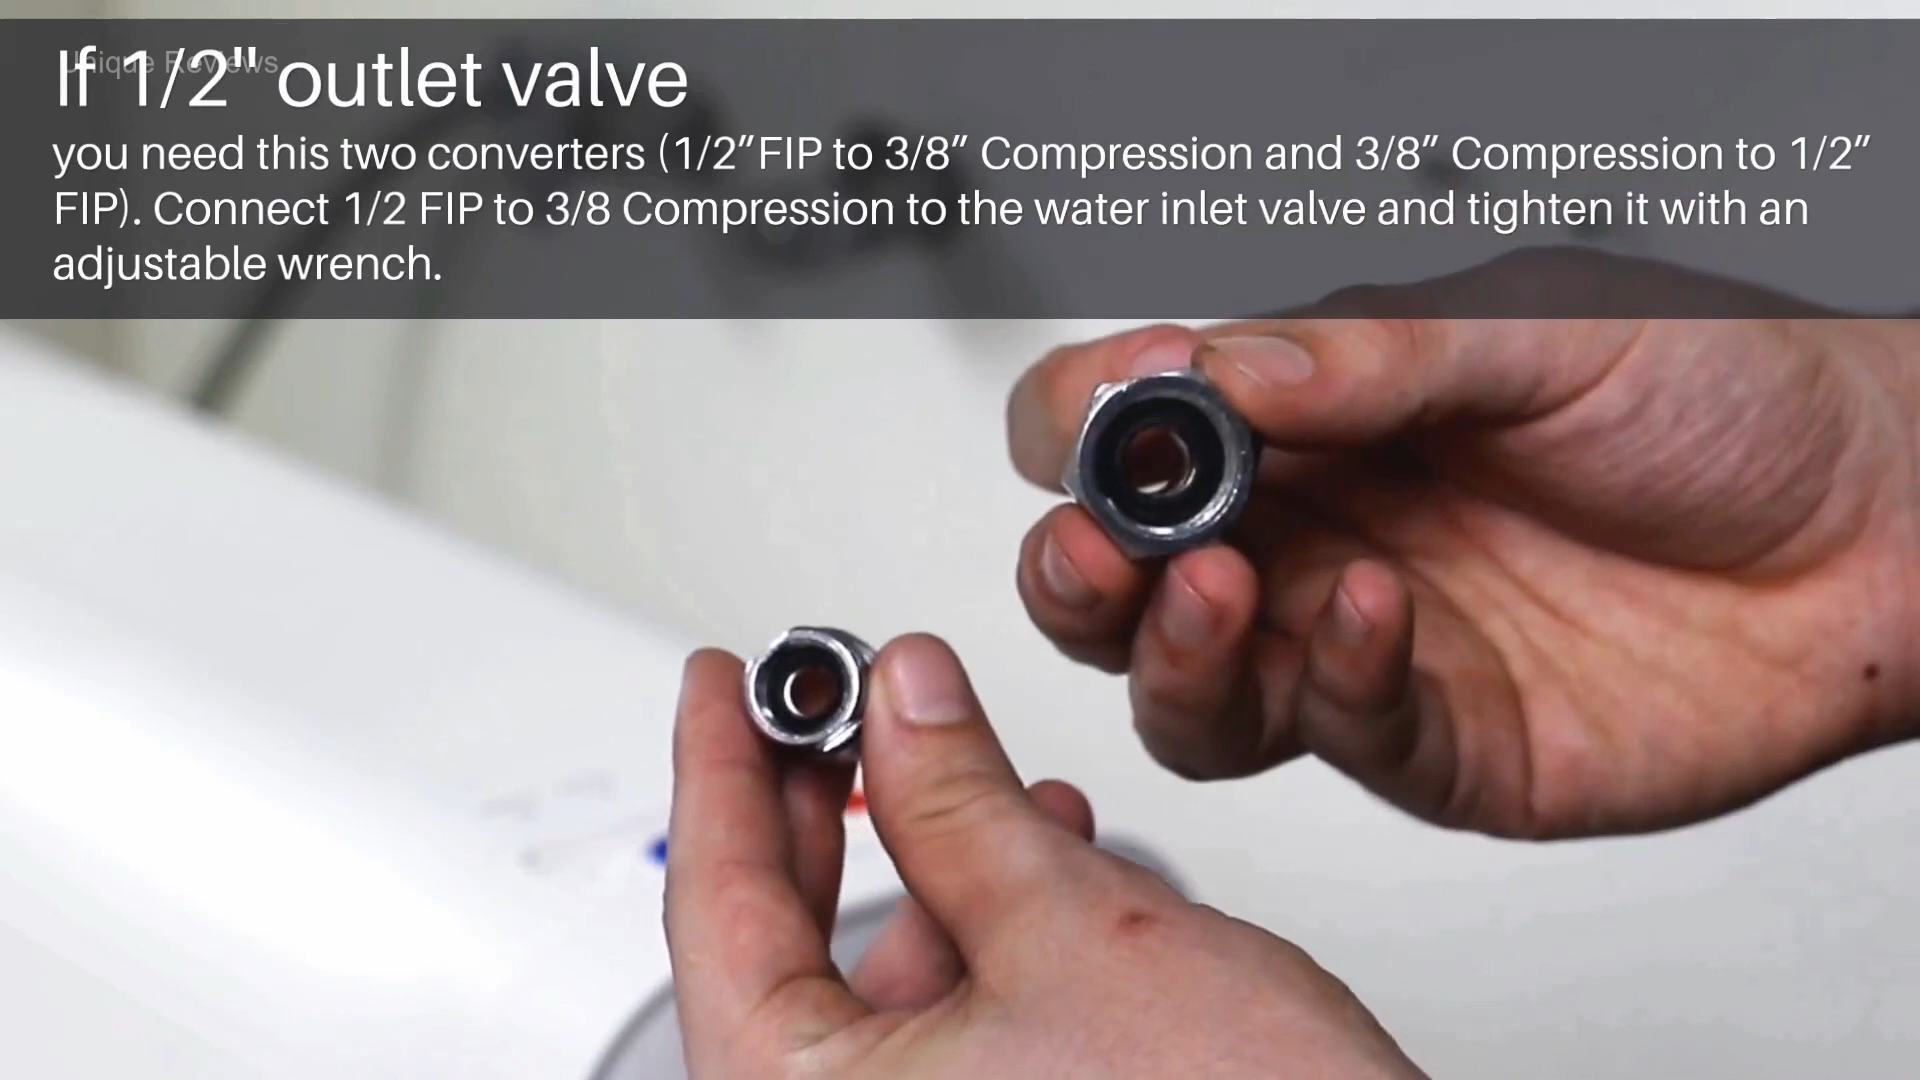 Unique Reviews
If 1/2" outlet valve
you need this two converters (1/2”FIP to 3/8” Compression and 3/8” Compression to 1/2”
FIP). Connect 1/2 FIP to 3/8 Compression to the water inlet valve and tighten it with an
adjustable wrench.